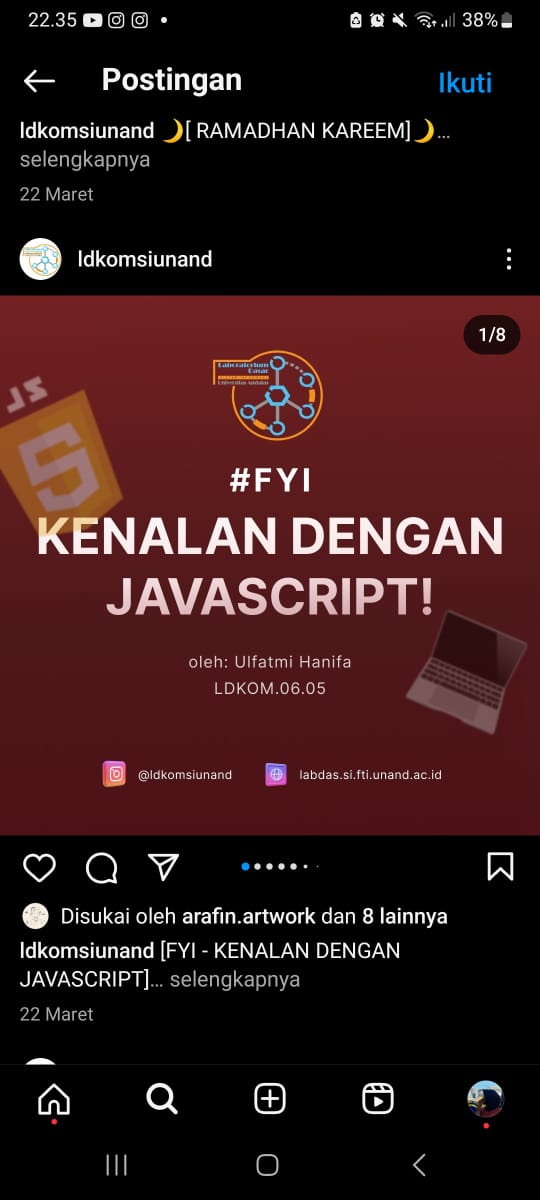 22.35
38%
Postingan
Ikuti
ldkomsiunand 🌙[ RAMADHAN KAREEM]🌙...
selengkapnya
22 Maret
ldkomsiunand
1/8
Laboratorium
Dasar
Universitas Andalas
JS
#FYI
KENALAN DENGAN
JAVASCRIPT!
oleh: Ulfatmi Hanifa
LDKOM.06.05
@ldkomsiunand
labdas.si.fti.unand.ac.id
Disukai oleh arafin.artwork dan 8 lainnya
ldkomsiunand [FYI - KENALAN DENGAN
JAVASCRIPT]... selengkapnya
22 Maret